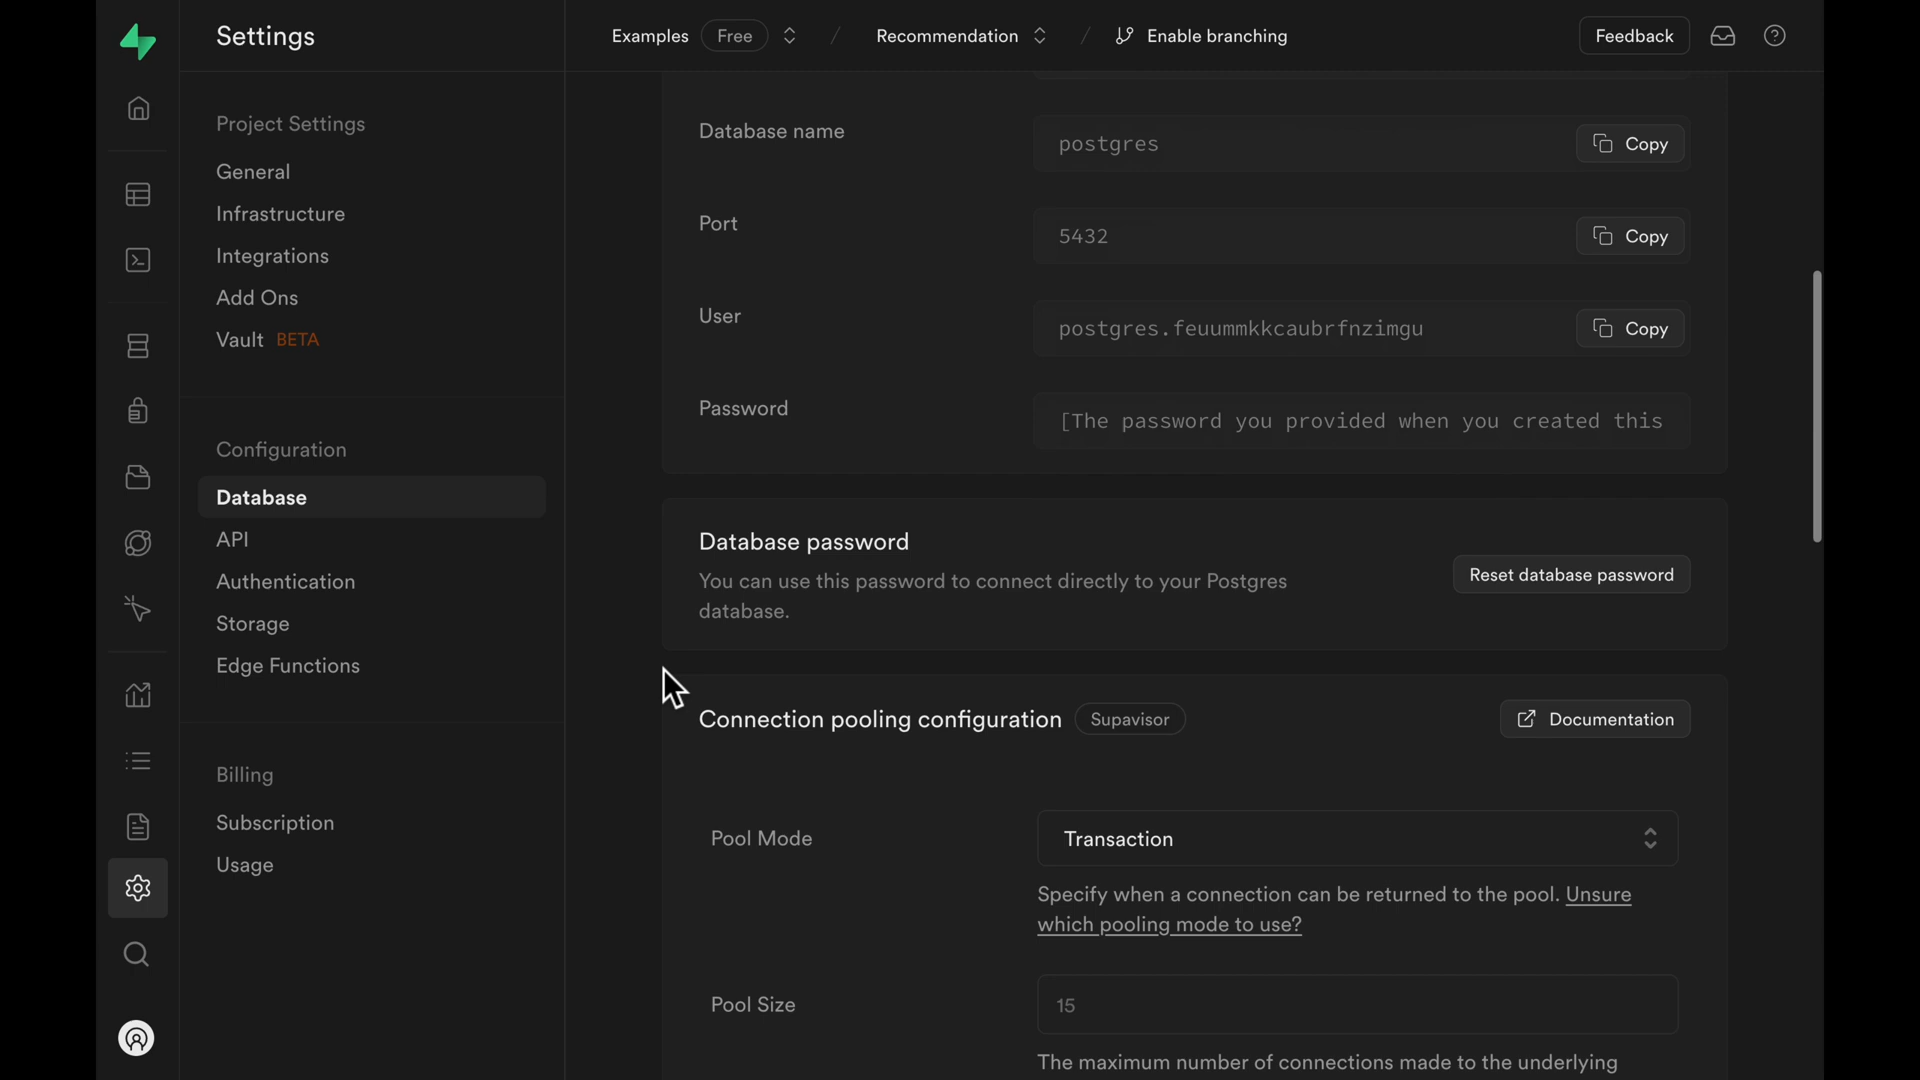 Settings
Examples Free / Recommendation / Enable branching
Feedback
Project Settings
General
Infrastructure
Integrations
Add Ons
Vault BETA
Configuration
Database
API
Authentication
Storage
Edge Functions
Billing
Subscription
Usage
Database name
postgres
Copy
Port
5432
Copy
User
postgres.feuummkkcaubrfnzimgu
Copy
Password
[The password you provided when you created this
Database password
You can use this password to connect directly to your Postgres
database.
Reset database password
Connection pooling configuration Supavisor
Documentation
Pool Mode
Transaction
Specify when a connection can be returned to the pool. Unsure
which pooling mode to use?
Pool Size
15
The maximum number of connections made to the underlying